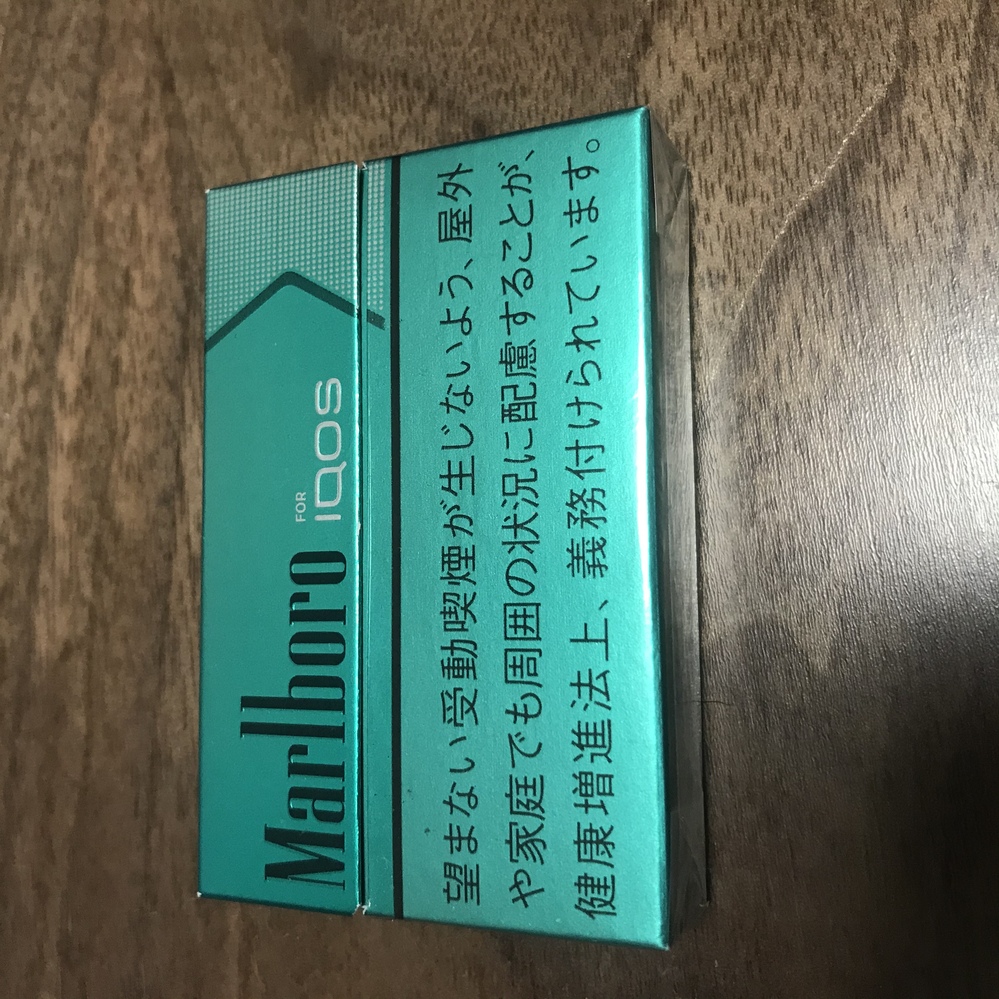 Marlboro
FOR
IQOS
望まない受動喫煙が生じないよう、屋外
や家庭でも周囲の状況に配慮することが、
健康増進法上、義務付けられています。